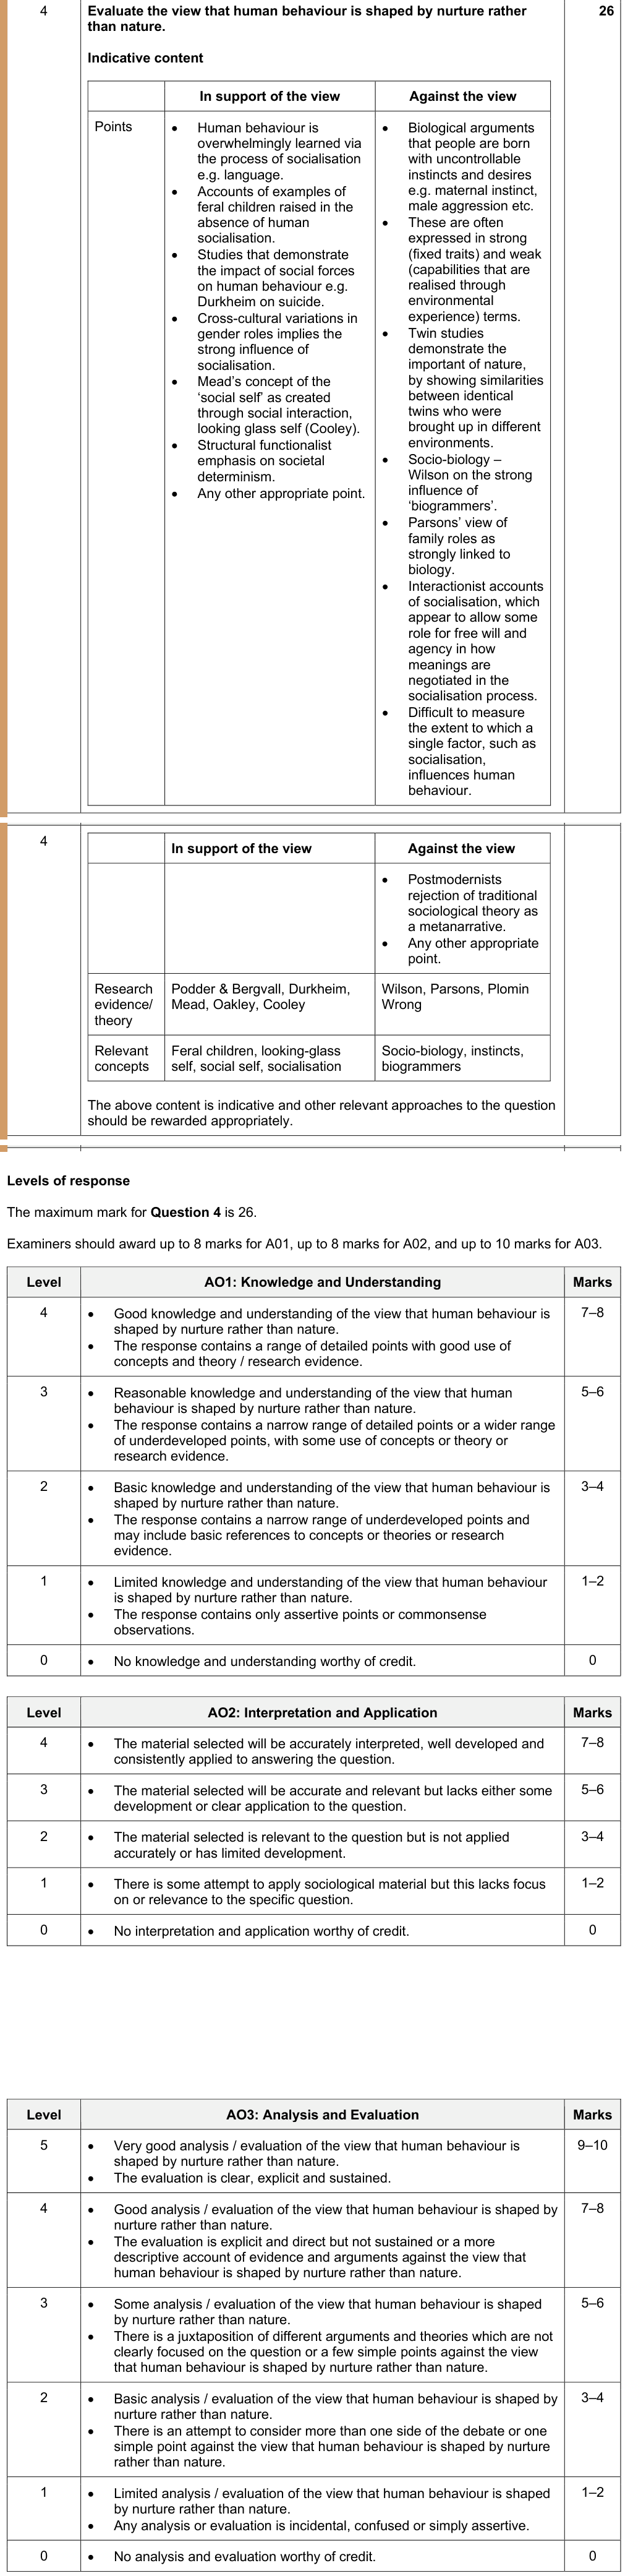 4
Evaluate the view that human behaviour is shaped by nurture rather
than nature.
26
Indicative content
In support of the view
Against the view
Points
• Human behaviour is
overwhelmingly learned via
the process of socialisation
e.g. language.
• Accounts of examples of
feral children raised in the
absence of human
socialisation.
• Studies that demonstrate
the impact of social forces
on human behaviour e.g.
Durkheim on suicide.
• Cross-cultural variations in
gender roles implies the
strong influence of
socialisation.
• Mead's concept of the
'social self' as created
through social interaction,
looking glass self (Cooley).
• Structural functionalist
emphasis on societal
determinism.
• Any other appropriate point.
• Biological arguments
that people are born
with uncontrollable
instincts and desires
e.g. maternal instinct,
male aggression etc.
• These are often
expressed in strong
(fixed traits) and weak
(capabilities that are
realised through
environmental
experience) terms.
• Twin studies
demonstrate the
important of nature,
by showing similarities
between identical
twins who were
brought up in different
environments.
• Socio-biology –
Wilson on the strong
influence of
'biogrammers'.
• Parsons' view of
family roles as
strongly linked to
biology.
• Interactionist accounts
of socialisation, which
appear to allow some
role for free will and
agency in how
meanings are
negotiated in the
socialisation process.
• Difficult to measure
the extent to which a
single factor, such as
socialisation,
influences human
behaviour.
4
In support of the view
Against the view
• Postmodernists
rejection of traditional
sociological theory as
a metanarrative.
• Any other appropriate
point.
Research
evidence/
theory
Podder & Bergvall, Durkheim,
Mead, Oakley, Cooley
Wilson, Parsons, Plomin
Wrong
Relevant
concepts
Feral children, looking-glass
self, social self, socialisation
Socio-biology, instincts,
biogrammers
The above content is indicative and other relevant approaches to the question
should be rewarded appropriately.
Levels of response
The maximum mark for Question 4 is 26.
Examiners should award up to 8 marks for A01, up to 8 marks for A02, and up to 10 marks for A03.
Level
AO1: Knowledge and Understanding
Marks
4
• Good knowledge and understanding of the view that human behaviour is
shaped by nurture rather than nature.
• The response contains a range of detailed points with good use of
concepts and theory / research evidence.
7–8
3
• Reasonable knowledge and understanding of the view that human
behaviour is shaped by nurture rather than nature.
• The response contains a narrow range of detailed points or a wider range
of underdeveloped points, with some use of concepts or theory or
research evidence.
5–6
2
• Basic knowledge and understanding of the view that human behaviour is
shaped by nurture rather than nature.
• The response contains a narrow range of underdeveloped points and
may include basic references to concepts or theories or research
evidence.
3–4
1
• Limited knowledge and understanding of the view that human behaviour
is shaped by nurture rather than nature.
• The response contains only assertive points or commonsense
observations.
1–2
0
• No knowledge and understanding worthy of credit.
0
Level
AO2: Interpretation and Application
Marks
4
• The material selected will be accurately interpreted, well developed and
consistently applied to answering the question.
7–8
3
• The material selected will be accurate and relevant but lacks either some
development or clear application to the question.
5–6
2
• The material selected is relevant to the question but is not applied
accurately or has limited development.
3–4
1
• There is some attempt to apply sociological material but this lacks focus
on or relevance to the specific question.
1–2
0
• No interpretation and application worthy of credit.
0
Level
AO3: Analysis and Evaluation
Marks
5
• Very good analysis / evaluation of the view that human behaviour is
shaped by nurture rather than nature.
• The evaluation is clear, explicit and sustained.
9–10
4
• Good analysis / evaluation of the view that human behaviour is shaped by
nurture rather than nature.
• The evaluation is explicit and direct but not sustained or a more
descriptive account of evidence and arguments against the view that
human behaviour is shaped by nurture rather than nature.
7–8
3
• Some analysis / evaluation of the view that human behaviour is shaped
by nurture rather than nature.
• There is a juxtaposition of different arguments and theories which are not
clearly focused on the question or a few simple points against the view
that human behaviour is shaped by nurture rather than nature.
5–6
2
• Basic analysis / evaluation of the view that human behaviour is shaped by
nurture rather than nature.
• There is an attempt to consider more than one side of the debate or one
simple point against the view that human behaviour is shaped by nurture
rather than nature.
3–4
1
• Limited analysis / evaluation of the view that human behaviour is shaped
by nurture rather than nature.
• Any analysis or evaluation is incidental, confused or simply assertive.
1–2
0
• No analysis and evaluation worthy of credit.
0